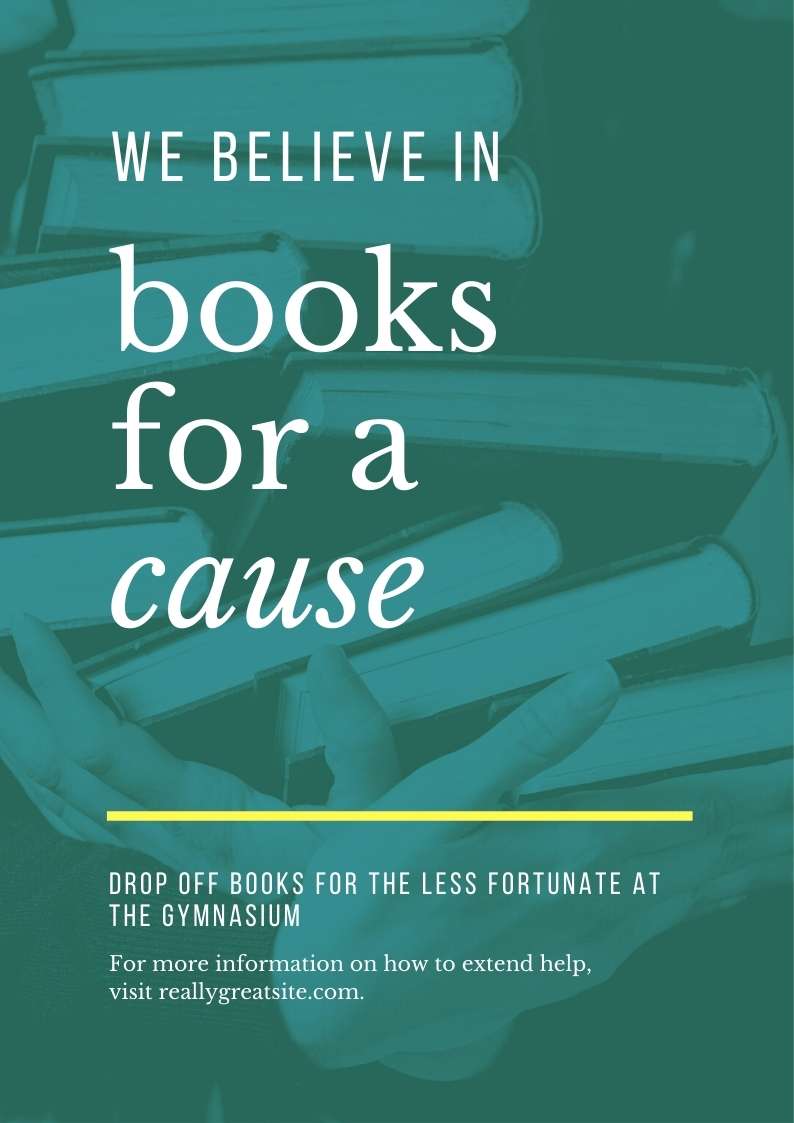 WE BELIEVE IN
books
for a
cause
DROP OFF BOOKS FOR THE LESS FORTUNATE AT
THE GYMNASIUM
For more information on how to extend help,
visit reallygreatsite.com.